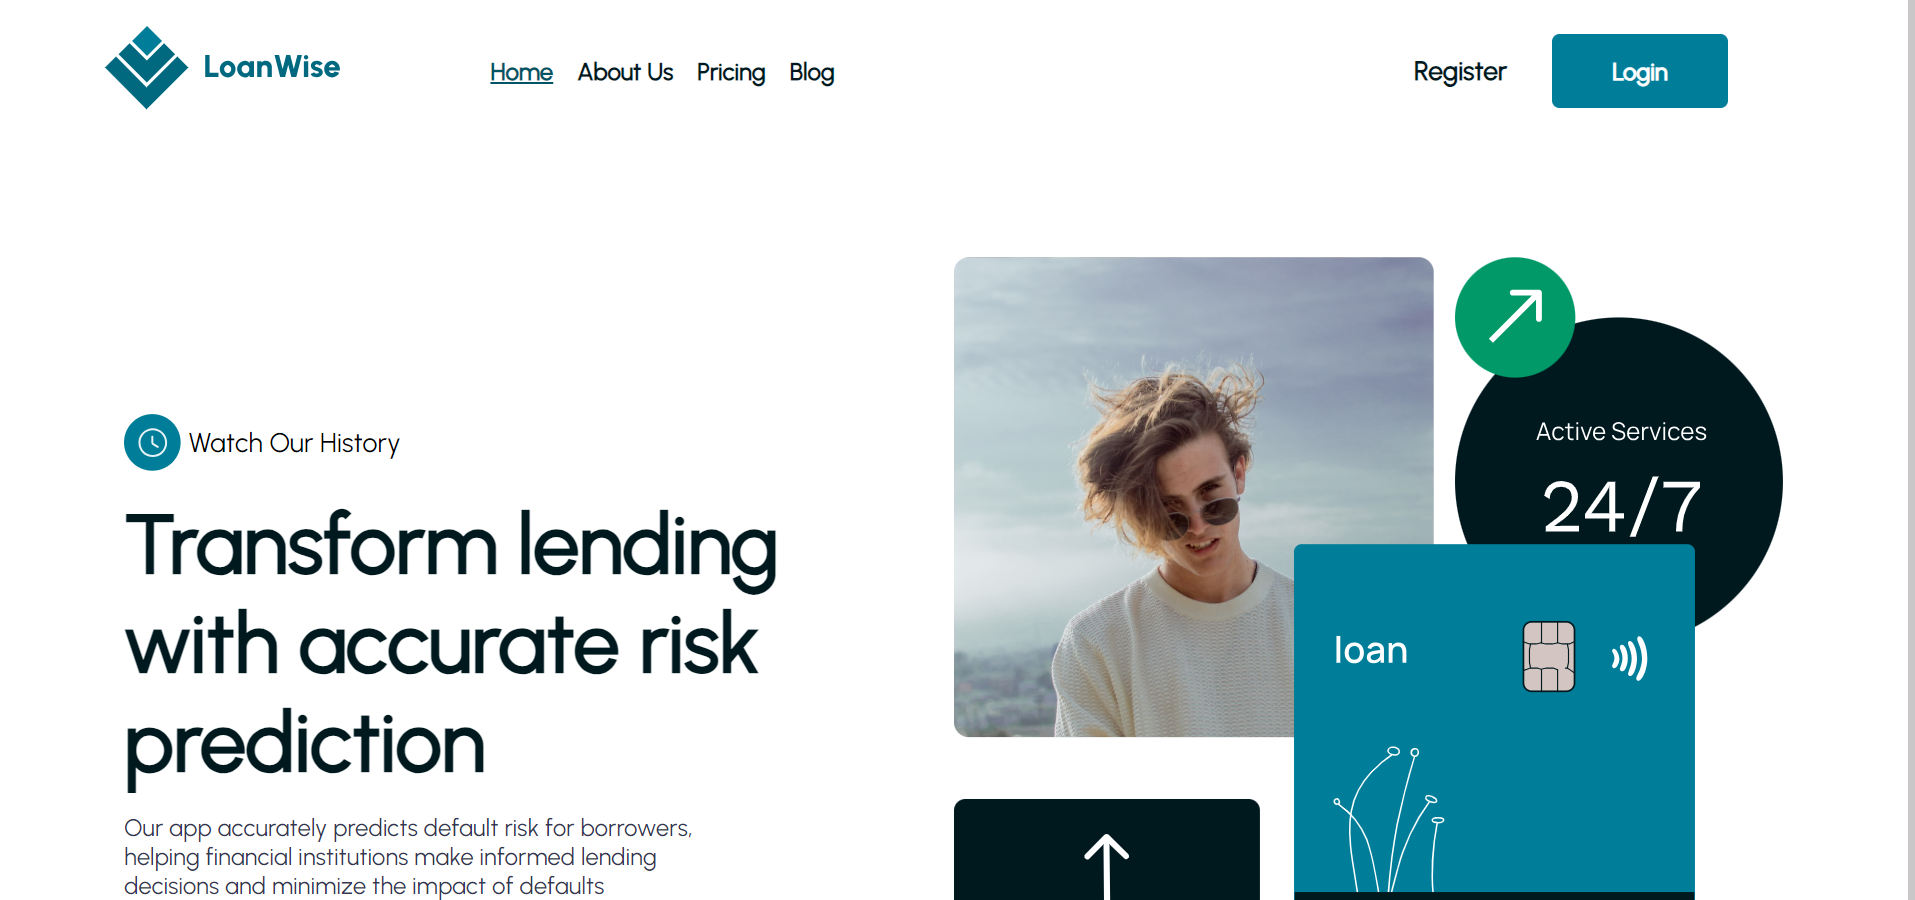 LoanWise
Home About Us Pricing Blog
Register
Login
Watch Our History
Transform lending
with accurate risk
prediction
Our app accurately predicts default risk for borrowers,
helping financial institutions make informed lending
decisions and minimize the impact of defaults
Active Services
24/7
loan